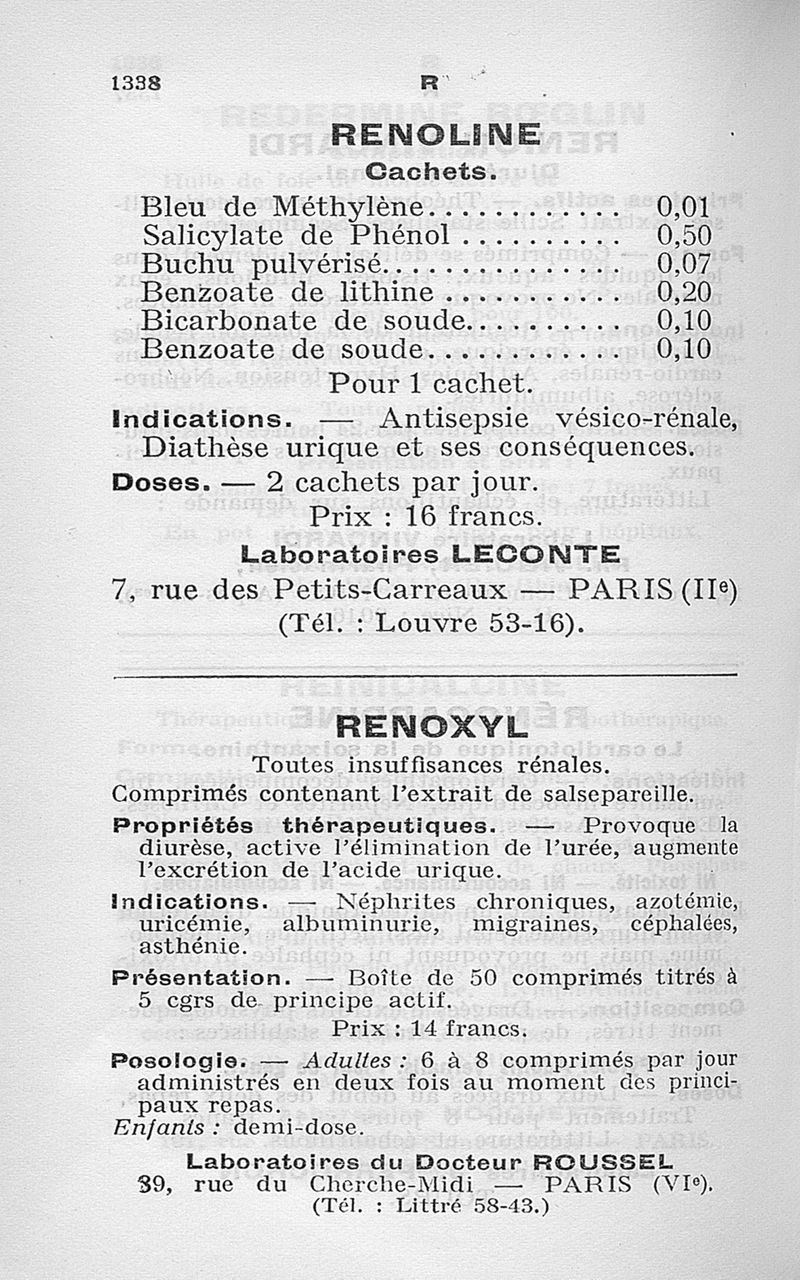 1338
R
RENOLINE
Cachets.
Bleu de Méthylène............ 0,01
Salicylate de Phénol .......... 0,50
Buchu pulvérisé............... 0,07
Benzoate de lithine ........... 0,20
Bicarbonate de soude.......... 0,10
Benzoate de soude............ 0,10
Pour 1 cachet.
Indications. — Antisepsie vésico-rénale,
Diathèse urique et ses conséquences.
Doses. — 2 cachets par jour.
Prix : 16 francs.
Laboratoires LECONTE
7, rue des Petits-Carreaux — PARIS (IIe)
(Tél. : Louvre 53-16).
RENOXYL
Toutes insuffisances rénales.
Comprimés contenant l'extrait de salsepareille.
Propriétés thérapeutiques. — Provoque la
diurèse, active l'élimination de l'urée, augmente
l'excrétion de l'acide urique.
Indications. — Néphrites chroniques, azotémie,
uricémie, albuminurie, migraines, céphalées,
asthénie.
Présentation. — Boîte de 50 comprimés titrés à
5 cgrs de principe actif.
Prix : 14 francs.
Posologie. — Adultes : 6 à 8 comprimés par jour
administrés en deux fois au moment des princi-
paux repas.
Enfants : demi-dose.
Laboratoires du Docteur ROUSSEL
89, rue du Cherche-Midi — PARIS (VIe).
(Tél. : Littré 58-43.)